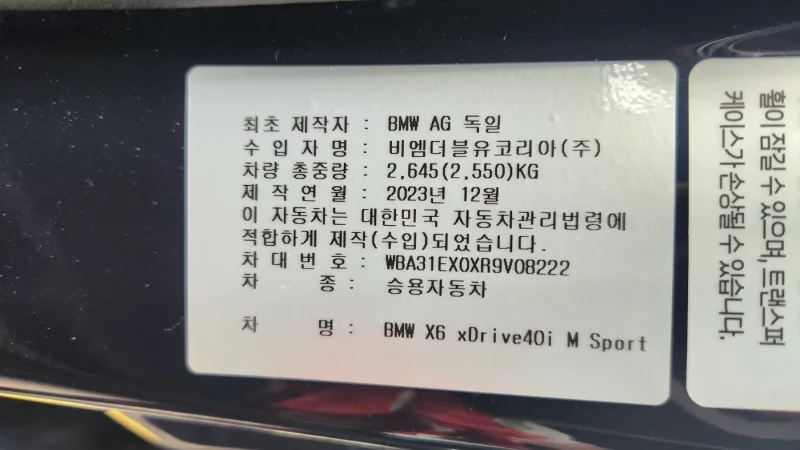 최초 제작자 : BMW AG 독일
수 입 자 명 : 비엠더블유코리아(주)
차량 총중량 : 2,645(2,550)KG
제 작 연 월 : 2023년 12월
이 자동차는 대한민국 자동차관리법령에
적합하게 제작(수입)되었습니다.
차 대 번 호 : WBA31EX0XR9V08222
차 종 : 승용자동차
차 명 : BMW X6 xDrive40i M Sport
휠이 잠길 수 있으며, 트랜스퍼
케이스가 손상될 수 있습니다.